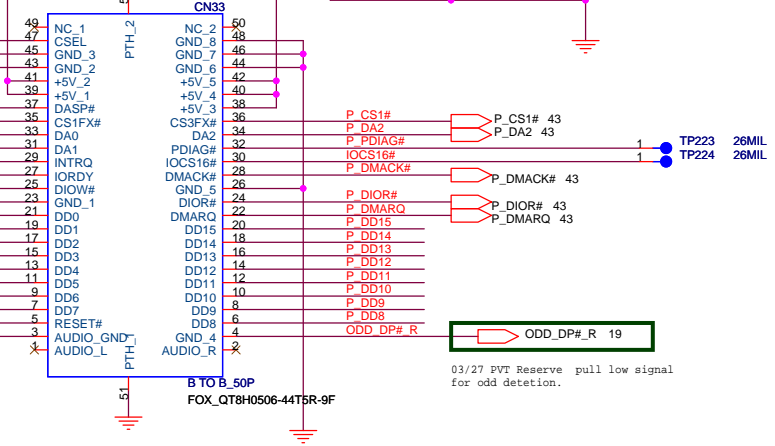 5
CN33
49 NC_1 PTH_2 NC_2 50
47 CSEL GND_8 48
45 GND_3 GND_7 46
43 GND_2 GND_6 44
41 +5V_2 +5V_5 42
39 +5V_1 +5V_4 40
37 DASP# +5V_3 38
35 CS1FX# CS3FX# 36 P_CS1# P_CS1# 43
33 DA0 DA2 34 P_DA2 P_DA2 43
31 DA1 PDIAG# 32 P_PDIAG# 1 TP223 26MIL
29 INTRQ IOCS16# 30 IOCS16# 1 TP224 26MIL
27 IORDY DMACK# 28 P_DMACK# P_DMACK# 43
25 DIOW# GND_5 26
23 GND_1 DIOR# 24 P_DIOR# P_DIOR# 43
21 DD0 DMARQ 22 P_DMARQ P_DMARQ 43
19 DD1 DD15 20 P_DD15
17 DD2 DD14 18 P_DD14
15 DD3 DD13 16 P_DD13
13 DD4 DD12 14 P_DD12
11 DD5 DD11 12 P_DD11
9 DD6 DD10 10 P_DD10
7 DD7 DD9 8 P_DD9
5 RESET# DD8 6 P_DD8
3 AUDIO_GND GND_4 4 ODD_DP#_R ODD_DP#_R 19
1 AUDIO_L PTH_1 AUDIO_R 2
03/27 PVT Reserve pull low signal
for odd detetion.
51
B TO B_50P
FOX_QT8H0506-44T5R-9F